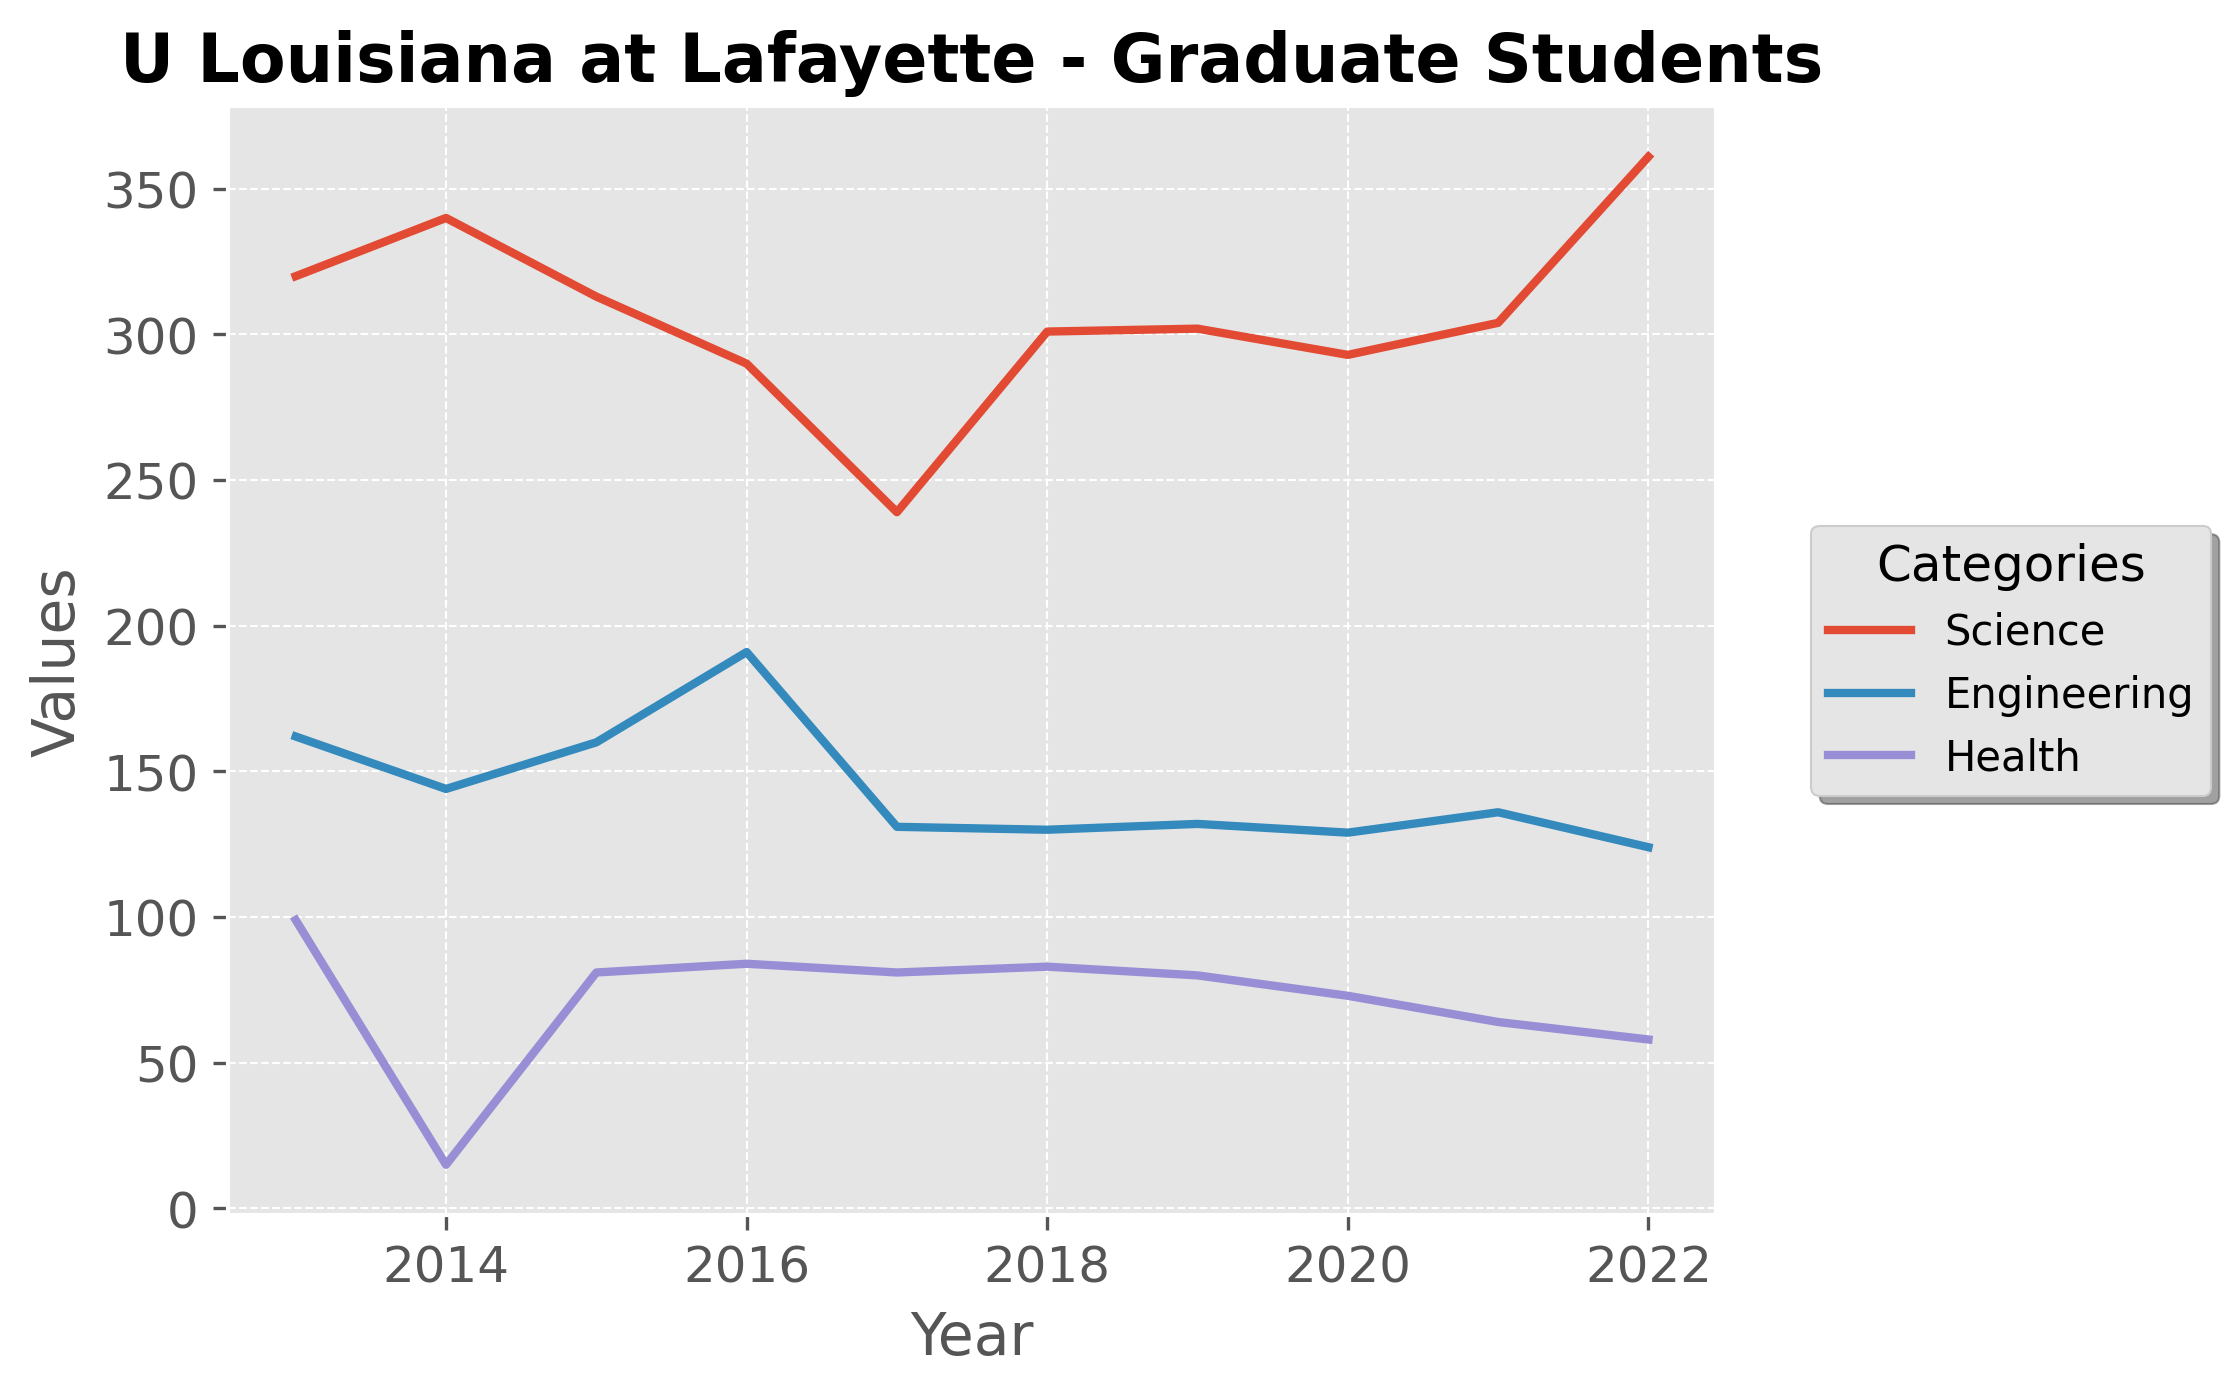 U Louisiana at Lafayette - Graduate Students
350
300
250
200
150
100
50
0
Values
2014 2016 2018 2020 2022
Year
Categories
Science
Engineering
Health